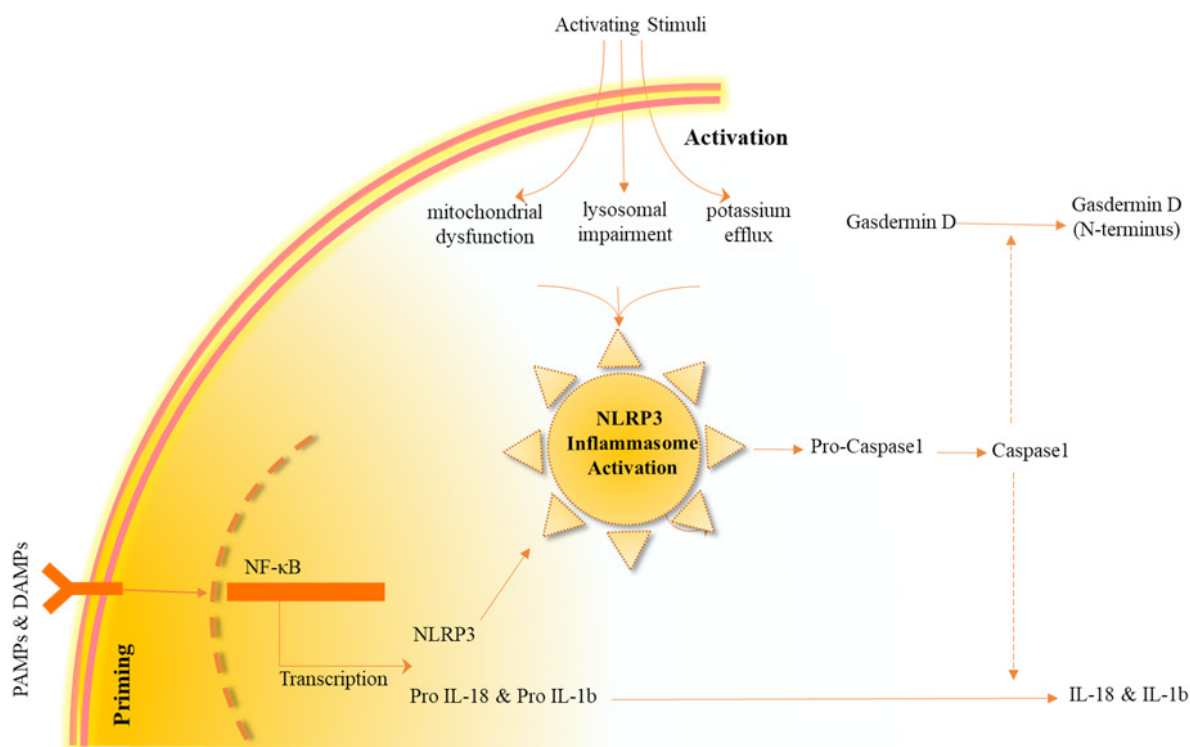 Activating Stimuli
Activation
mitochondrial
dysfunction
lysosomal
impairment
potassium
efflux
Gasdermin D
Gasdermin D
(N-terminus)
NLRP3
Inflammasome
Activation
Pro-Caspase1
Caspase1
PAMPs & DAMPs
Priming
NF-κB
Transcription
NLRP3
Pro IL-18 & Pro IL-1b
IL-18 & IL-1b